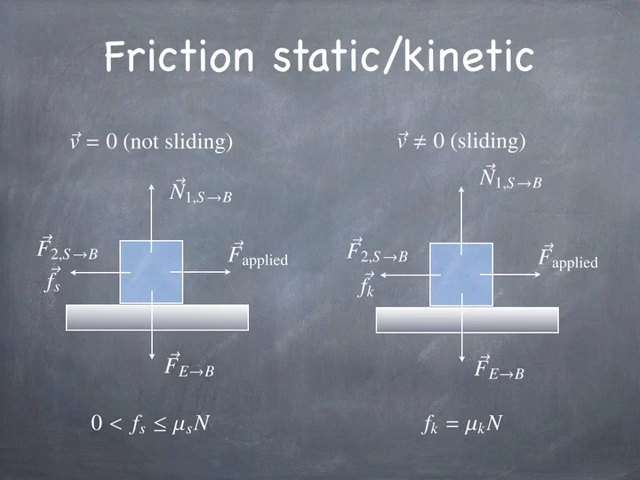 Friction static/kinetic
v⃗ = 0 (not sliding)
N⃗₁,S→B
F⃗₂,S→B
f⃗ₛ
F⃗applied
F⃗E→B
0 < fₛ ≤ μₛN
v⃗ ≠ 0 (sliding)
N⃗₁,S→B
F⃗₂,S→B
f⃗ₖ
F⃗applied
F⃗E→B
fₖ = μₖN